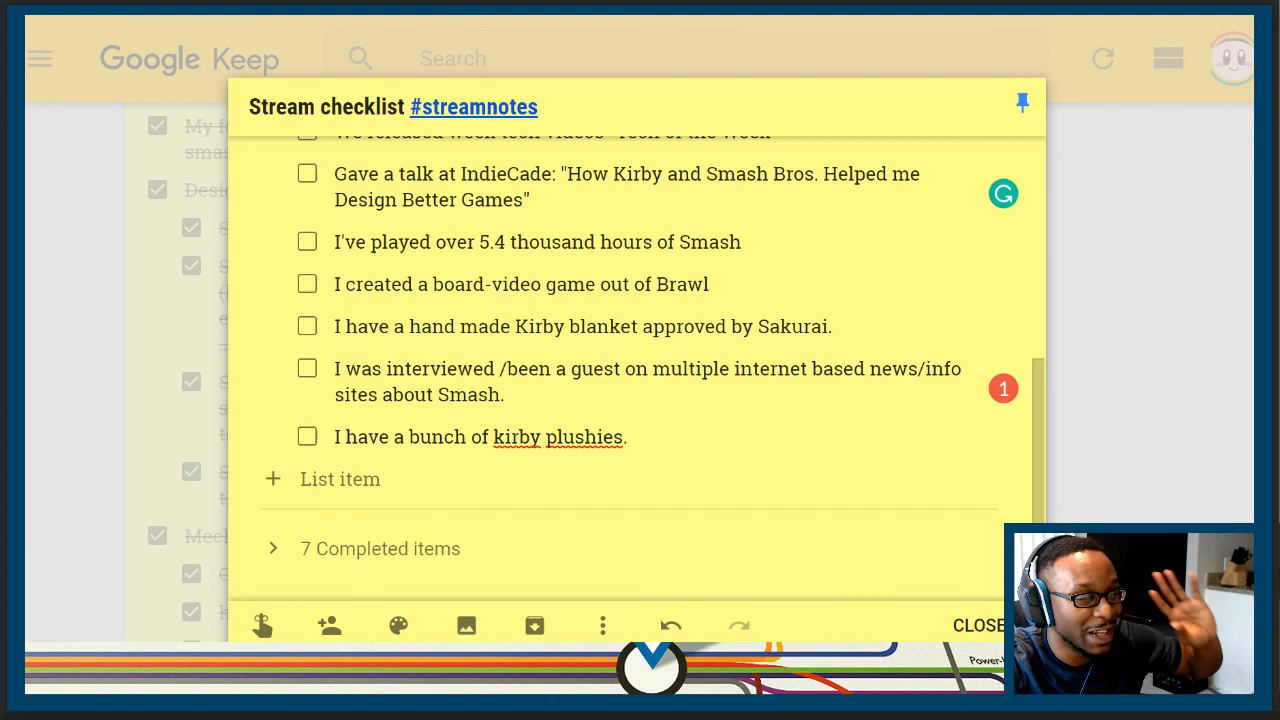 Google Keep
Search
Stream checklist #streamnotes
My
smas
Gave a talk at IndieCade: "How Kirby and Smash Bros. Helped me
Design Better Games"
I've played over 5.4 thousand hours of Smash
I created a board-video game out of Brawl
I have a hand made Kirby blanket approved by Sakurai.
I was interviewed /been a guest on multiple internet based news/info
sites about Smash.
1
I have a bunch of kirby plushies.
+ List item
7 Completed items
CLOSE